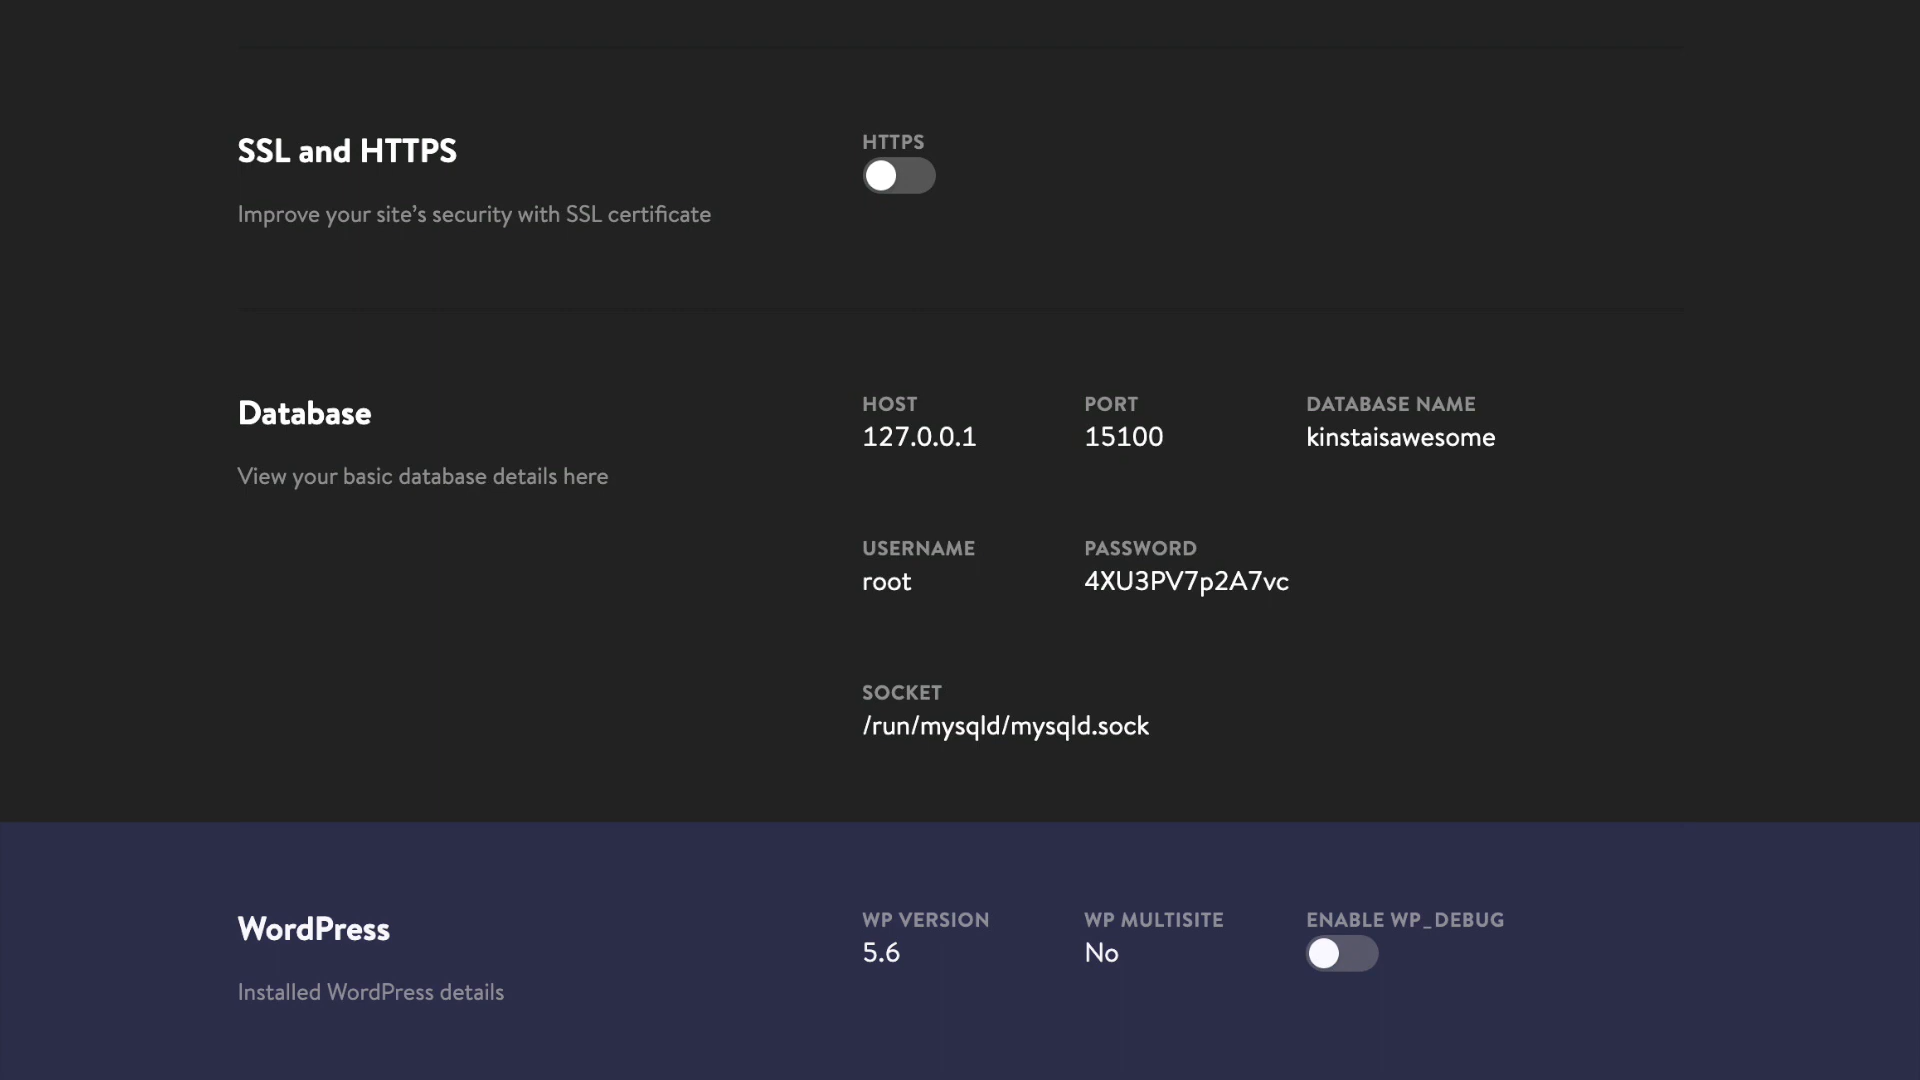 SSL and HTTPS
Improve your site’s security with SSL certificate
HTTPS
Database
View your basic database details here
HOST
127.0.0.1
PORT
15100
DATABASE NAME
kinstaisawesome
USERNAME
root
PASSWORD
4XU3PV7p2A7vc
SOCKET
/run/mysqld/mysqld.sock
WordPress
Installed WordPress details
WP VERSION
5.6
WP MULTISITE
No
ENABLE WP_DEBUG